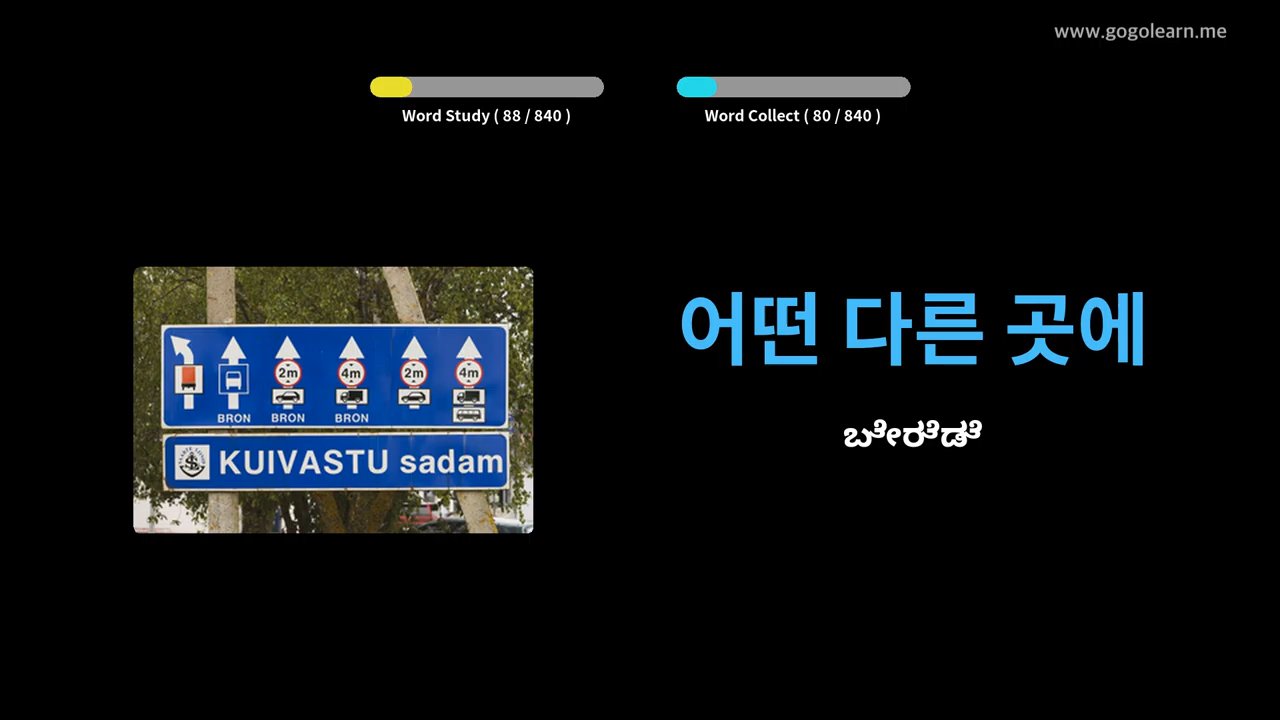 www.gogolearn.me
Word Study ( 88 / 840 )
Word Collect ( 80 / 840 )
2m 4m 2m 4m
BRON BRON BRON
KUIVASTU sadam
어떤 다른 곳에
ಬೇರೆಡೆ